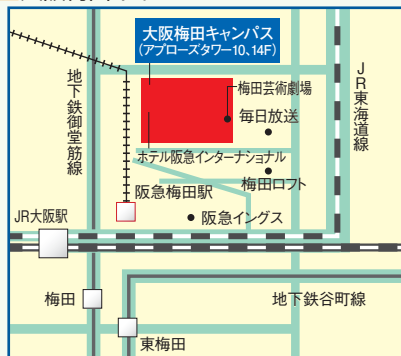 大阪梅田キャンパス
(アプローズタワー10、14F)
地下鉄御堂筋線
JR東海道線
梅田芸術劇場
毎日放送
ホテル阪急インターナショナル
梅田ロフト
阪急梅田駅
阪急イングス
JR大阪駅
梅田
地下鉄谷町線
東梅田